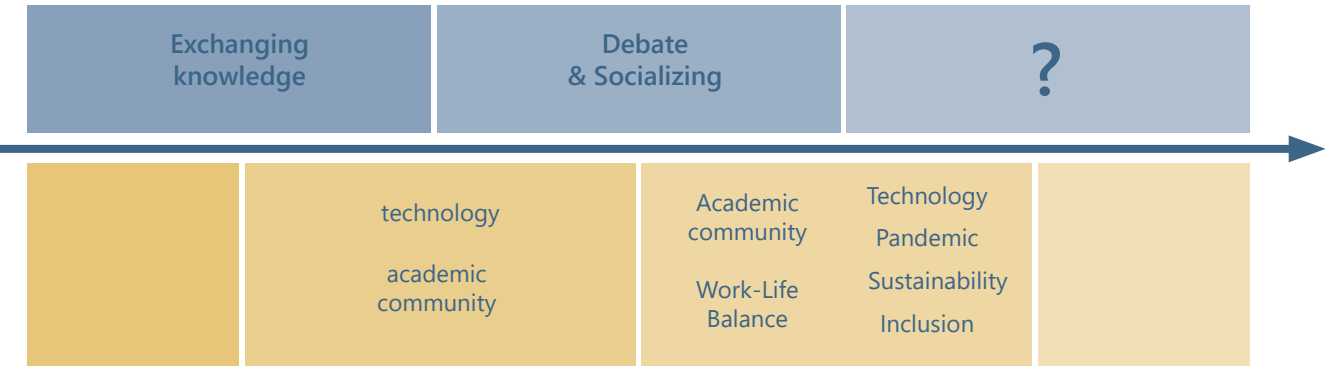 Exchanging
knowledge
Debate
& Socializing
?
technology
academic
community
Academic
community
Work-Life
Balance
Technology
Pandemic
Sustainability
Inclusion